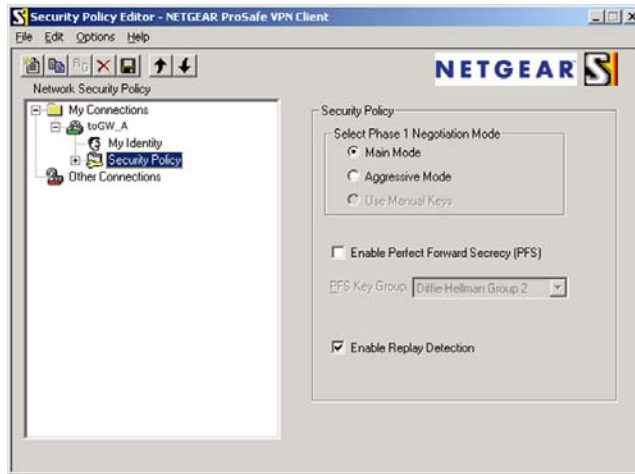 Security Policy Editor - NETGEAR ProSafe VPN Client
File Edit Options Help
NETGEAR S
Network Security Policy
My Connections
toGW_A
My Identity
Security Policy
Other Connections
Security Policy
Select Phase 1 Negotiation Mode
Main Mode
Aggressive Mode
Use Manual Keys
Enable Perfect Forward Secrecy (PFS)
PFS Key Group Diffie-Hellman Group 2
Enable Replay Detection